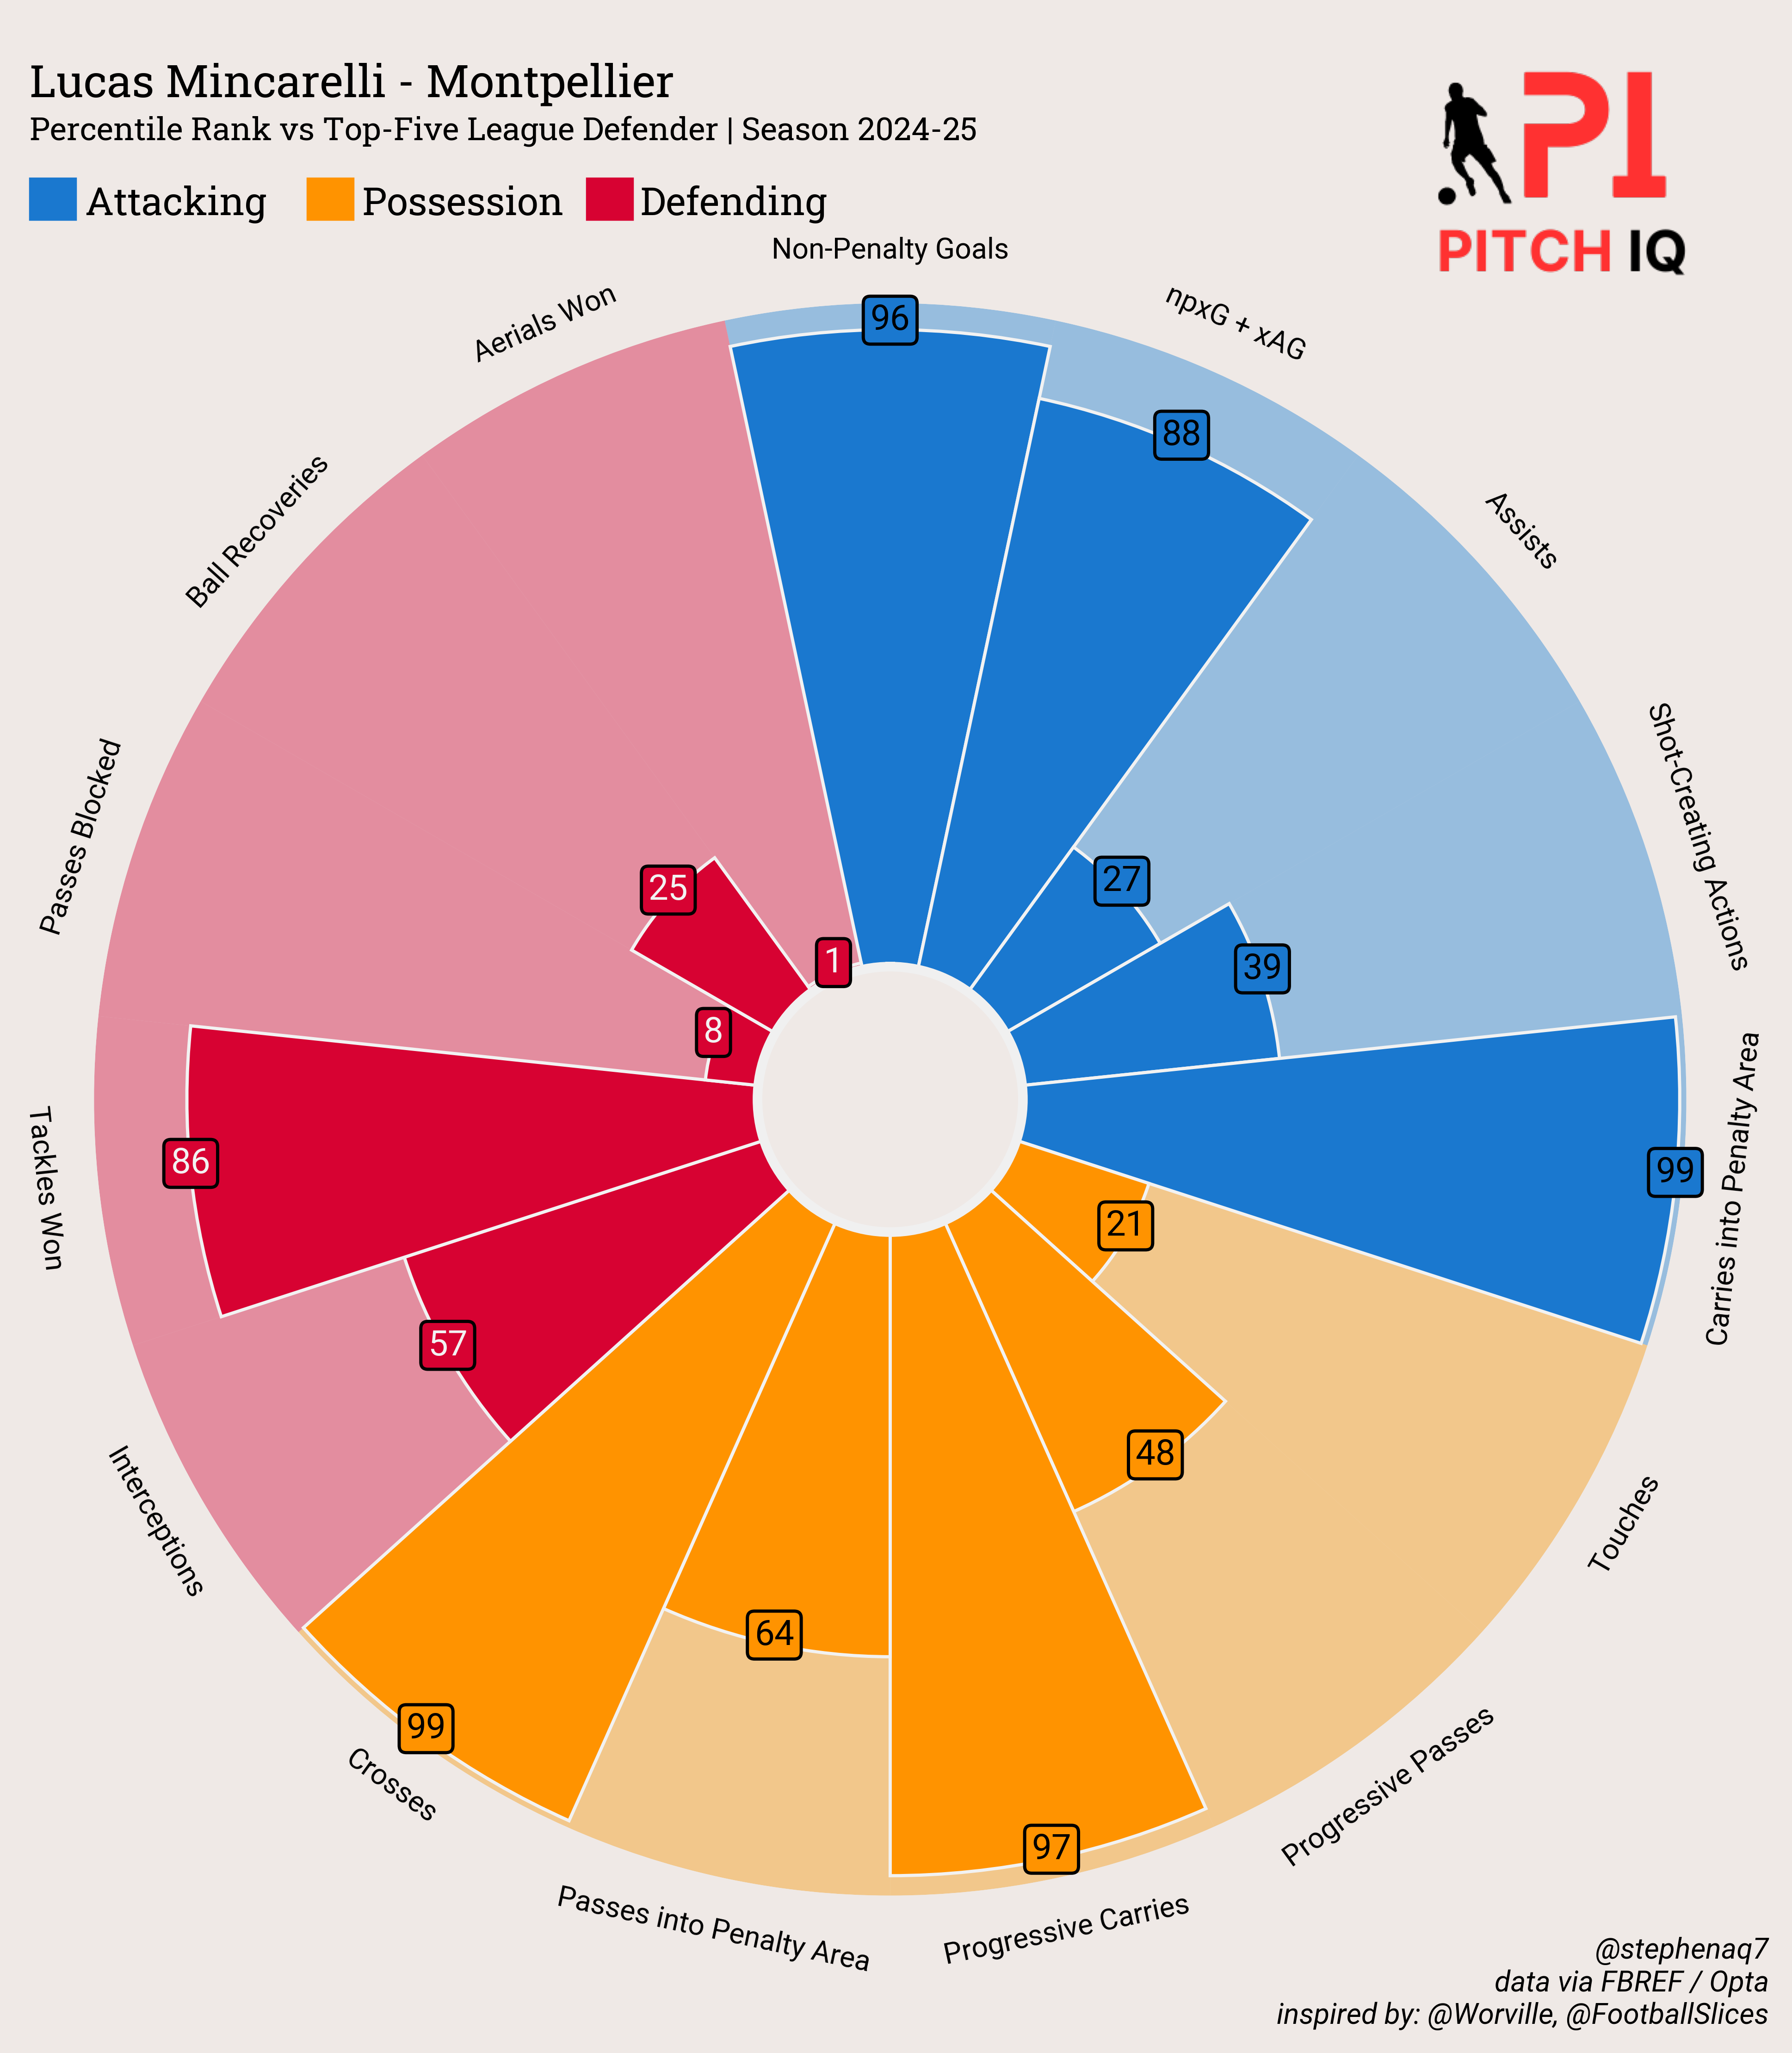 Lucas Mincarelli - Montpellier
Percentile Rank vs Top-Five League Defender | Season 2024-25
Attacking
Possession
Defending
PI
PITCH IQ
Non-Penalty Goals
96
npxG + xAG
88
Assists
27
Shot-Creating Actions
39
Carries into Penalty Area
99
Touches
21
Progressive Passes
48
Progressive Carries
97
Passes into Penalty Area
64
Crosses
99
Interceptions
57
Tackles Won
86
Passes Blocked
8
Ball Recoveries
25
Aerials Won
1
@stephenaq7
data via FBREF / Opta
inspired by: @Worville, @FootballSlices